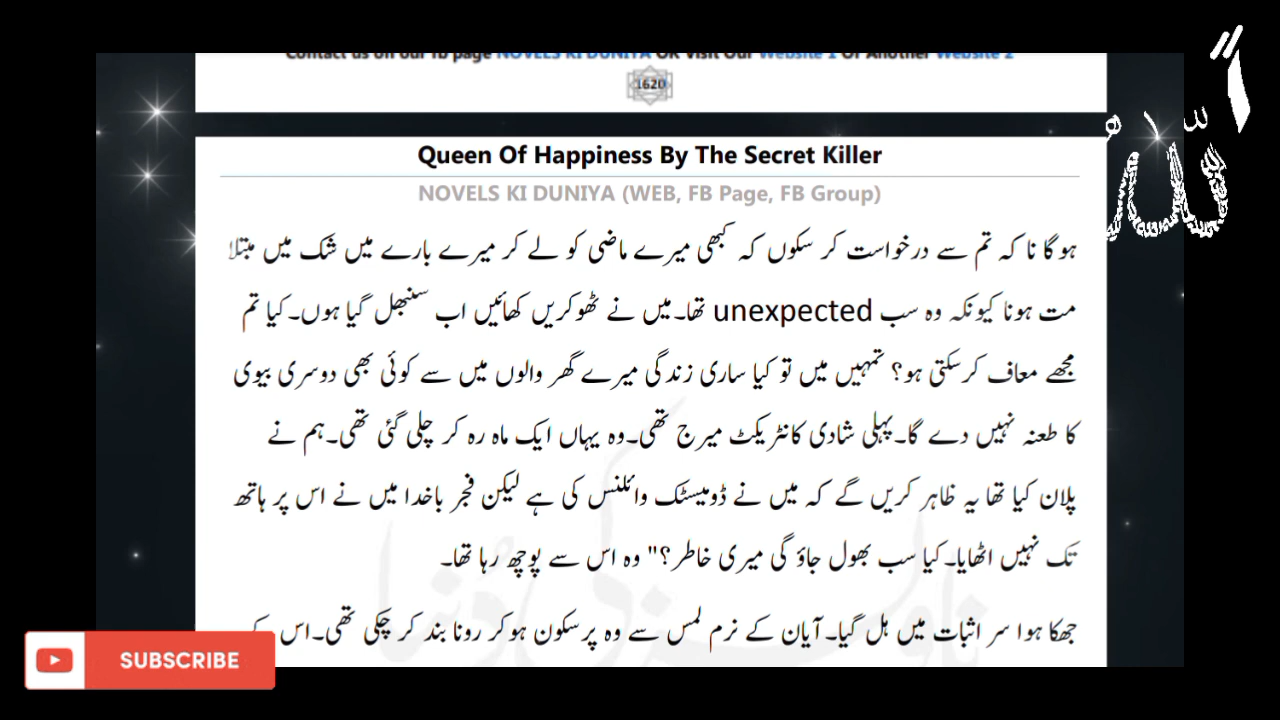 Contact us on our fb page NOVELS KI DUNIYA OR Visit Our Website 1 Or Another Website 2
1620
Queen Of Happiness By The Secret Killer
NOVELS KI DUNIYA (WEB, FB Page, FB Group)
ہو گا نا کہ تم سے درخواست کر سکوں کہ کبھی میرے ماضی کو لے کر میرے بارے میں شک میں مبتلا
مت ہونا کیونکہ وہ سب unexpected تھا۔میں نے ٹھوکریں کھائیں اب سنبھل گیا ہوں۔کیا تم
مجھے معاف کرسکتی ہو؟ تمہیں میں تو کیا ساری زندگی میرے گھر والوں میں سے کوئی بھی دوسری بیوی
کا طعنہ نہیں دے گا۔پہلی شادی کانٹریکٹ میرج تھی۔وہ یہاں ایک ماہ رہ کر چلی گئی تھی۔ہم نے
پلان کیا تھا یہ ظاہر کریں گے کہ میں نے ڈومیسٹک وائلنس کی ہے لیکن فجر باخدا میں نے اس پر ہاتھ
تک نہیں اٹھایا۔کیا سب بھول جاؤ گی میری خاطر؟" وہ اس سے پوچھ رہا تھا۔
جھکا ہوا سر اثبات میں ہل گیا۔آیان کے نرم لمس سے وہ پرسکون ہوکر رونا بند کر چکی تھی۔اس کے
SUBSCRIBE